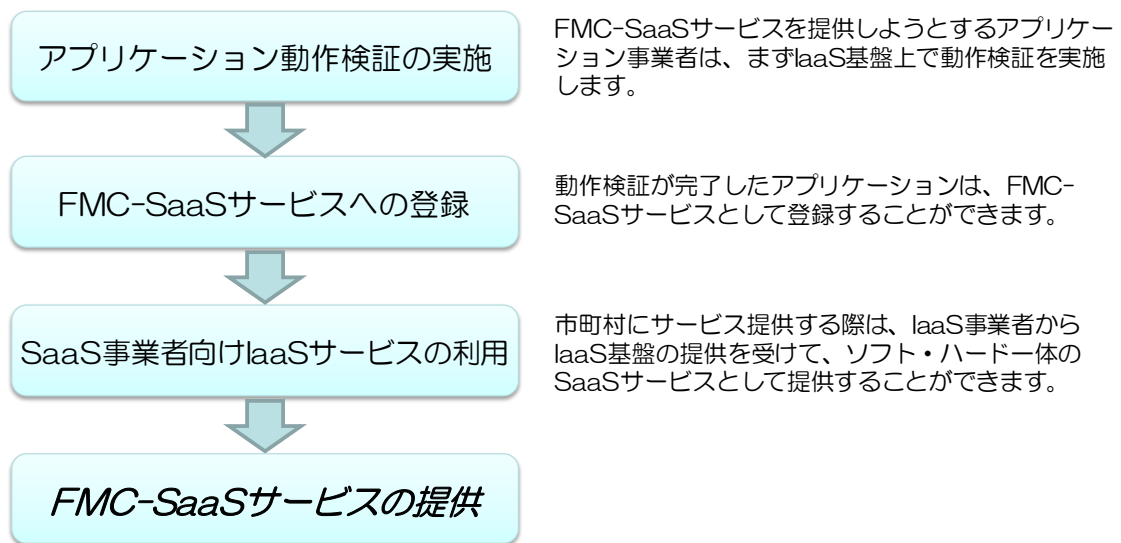 アプリケーション動作検証の実施
FMC-SaaSサービスを提供しようとするアプリケー
ション事業者は、まずIaaS基盤上で動作検証を実施
します。
FMC-SaaSサービスへの登録
動作検証が完了したアプリケーションは、FMC-
SaaSサービスとして登録することができます。
SaaS事業者向けIaaSサービスの利用
市町村にサービス提供する際は、IaaS事業者から
IaaS基盤の提供を受けて、ソフト・ハード一体の
SaaSサービスとして提供することができます。
FMC-SaaSサービスの提供